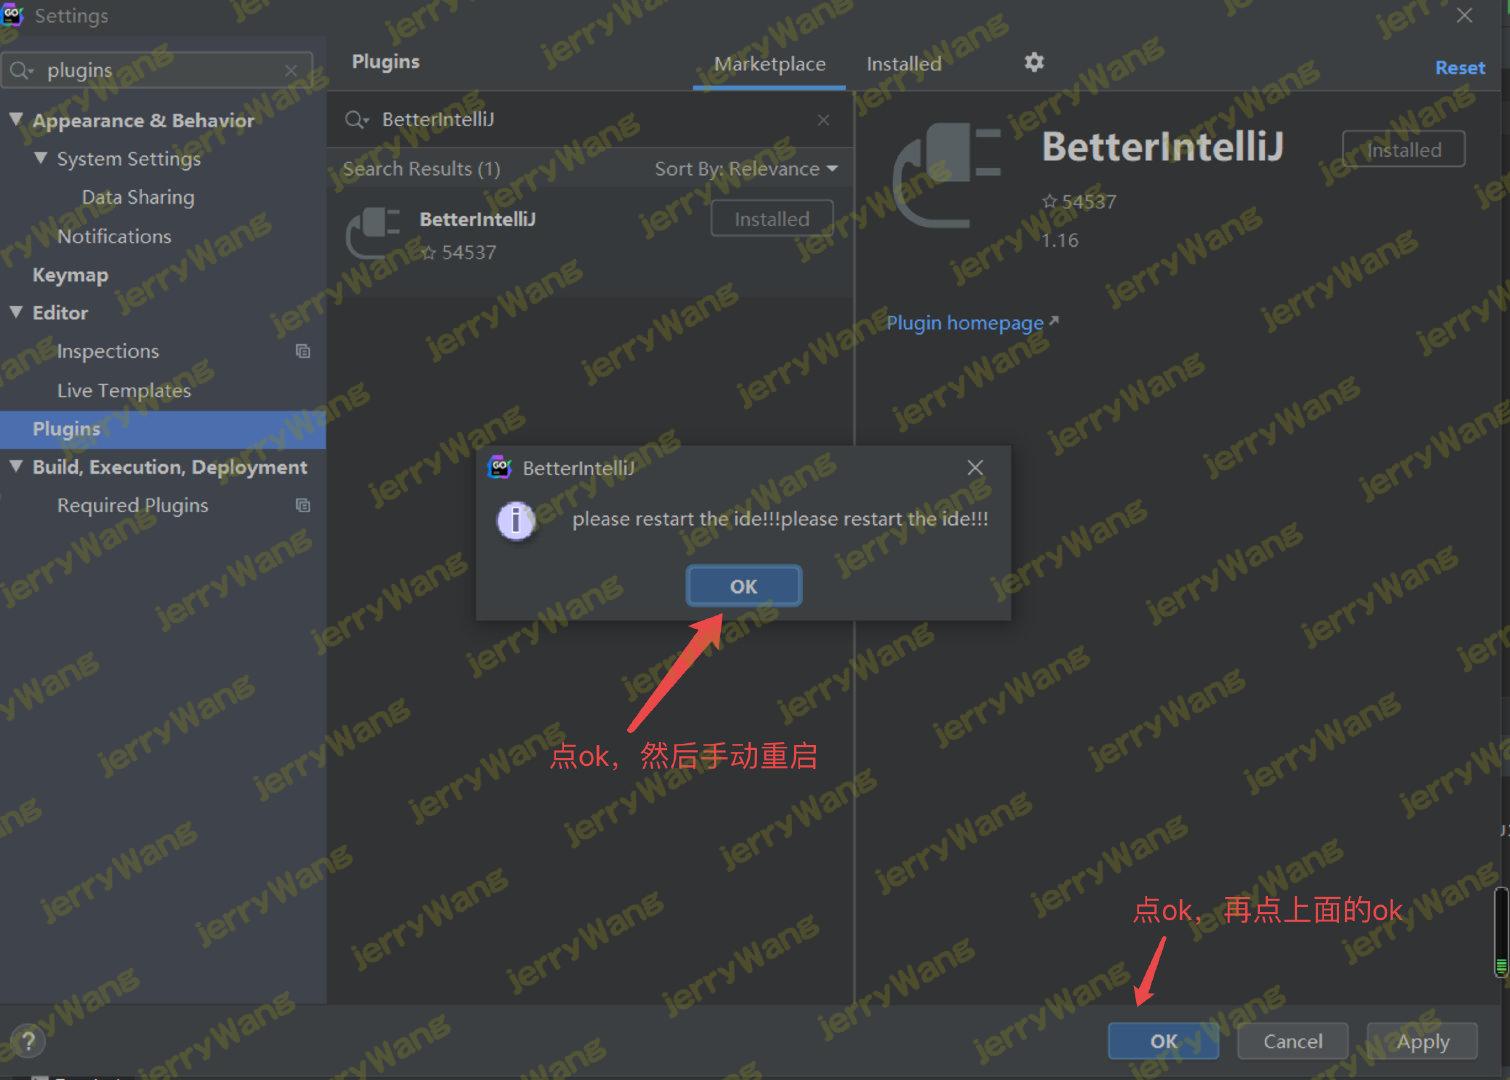 Settings
plugins
Appearance & Behavior
System Settings
Data Sharing
Notifications
Keymap
Editor
Inspections
Live Templates
Plugins
Build, Execution, Deployment
Required Plugins
Plugins
Marketplace
Installed
Reset
BetterIntelliJ
Search Results (1)
Sort By: Relevance
BetterIntelliJ
Installed
54537
BetterIntelliJ
Installed
54537
1.16
Plugin homepage
BetterIntelliJ
please restart the ide!!!please restart the ide!!!
OK
点ok，然后手动重启
点ok，再点上面的ok
?
OK
Cancel
Apply
jerryWang